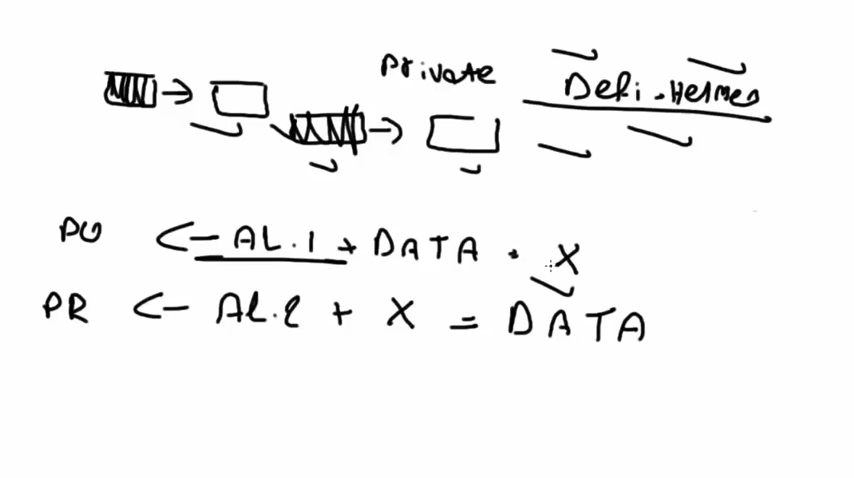 Private
Defi-Helmes
PU <- AL.1 + DATA . X
PR <- AL.2 + X = DATA